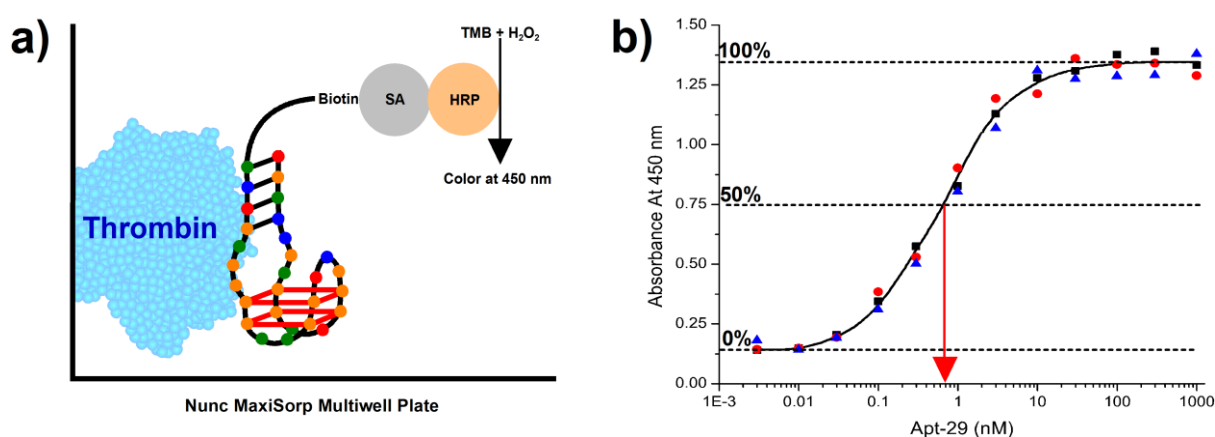 a)
TMB + H₂O₂
Biotin
SA
HRP
Color at 450 nm
Thrombin
Nunc MaxiSorp Multiwell Plate
b)
Absorbance At 450 nm
1.50
1.25
1.00
0.75
0.50
0.25
0.00
100%
50%
0%
1E-3
0.01
0.1
1
10
100
1000
Apt-29 (nM)